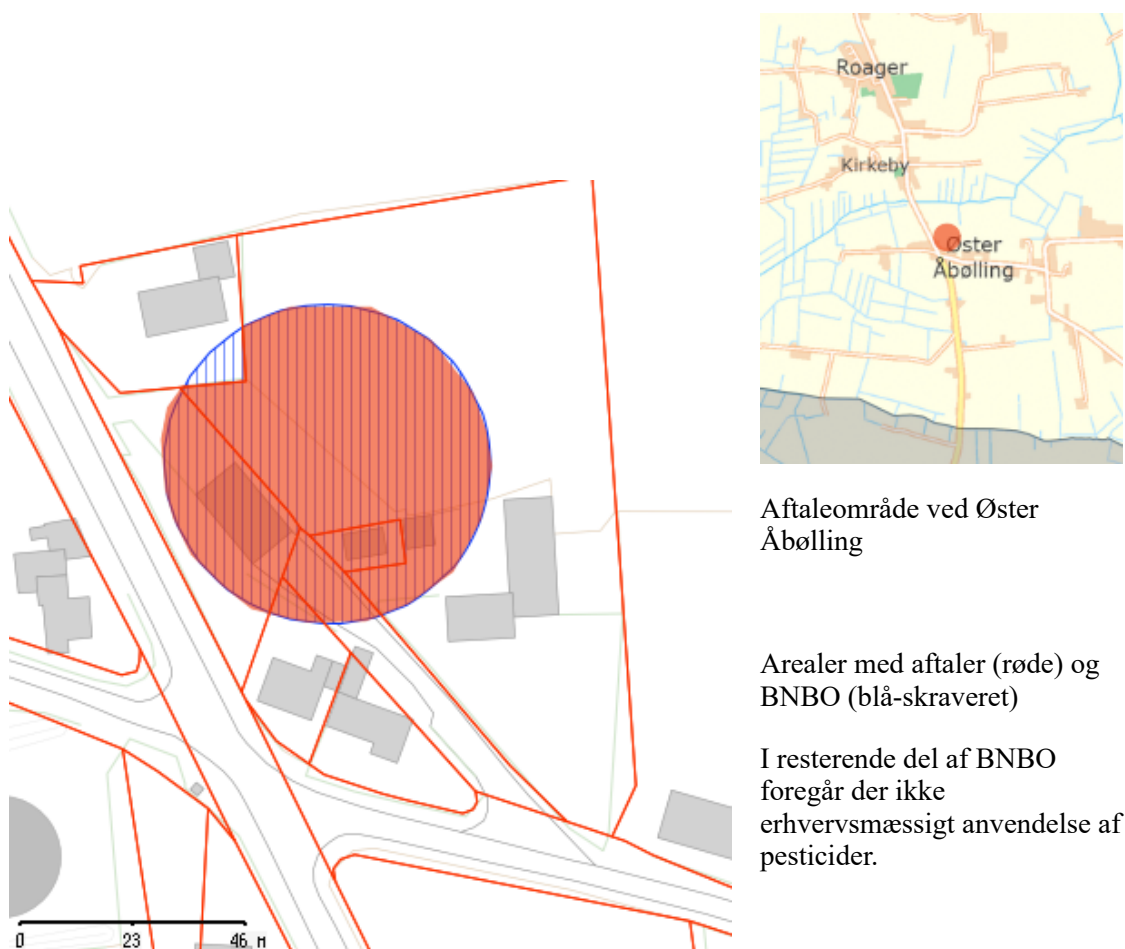 Roager
Kirkeby
Øster
Åbølling
Aftaleområde ved Øster
Åbølling
Arealer med aftaler (røde) og
BNBO (blå-skraveret)
I resterende del af BNBO
foregår der ikke
erhvervsmæssigt anvendelse af
pesticider.
0 23 46 M